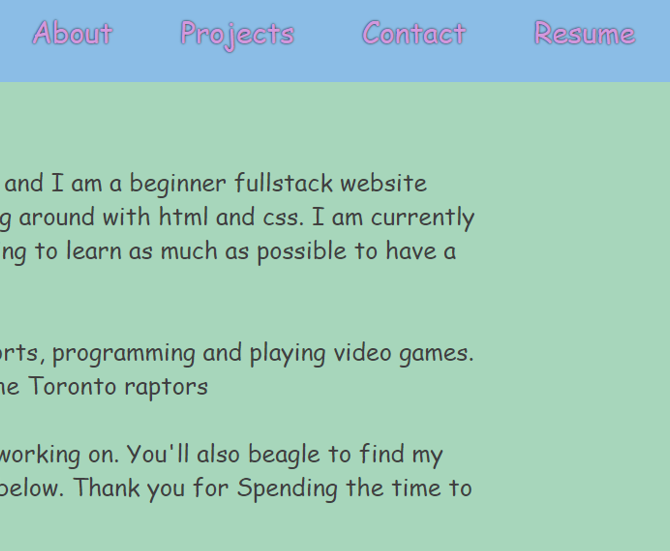 About Projects Contact Resume
and I am a beginner fullstack website
g around with html and css. I am currently
ng to learn as much as possible to have a
orts, programming and playing video games.
he Toronto raptors
working on. You'll also beagle to find my
below. Thank you for Spending the time to